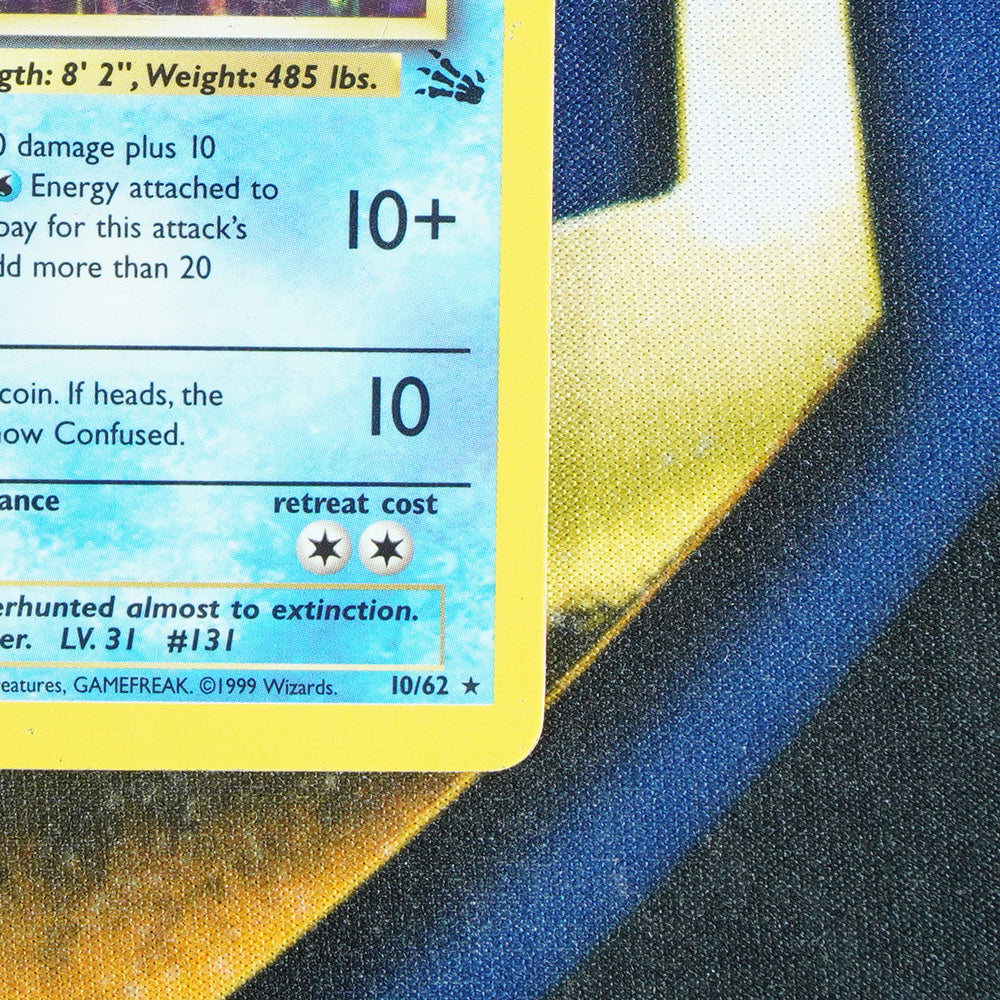 gth: 8' 2", Weight: 485 lbs.
0 damage plus 10
Energy attached to
pay for this attack's
dd more than 20
10+
coin. If heads, the
now Confused.
10
ance retreat cost
erhunted almost to extinction.
er. LV. 31 #131
eatures, GAMEFREAK. ©1999 Wizards. 10/62 ★